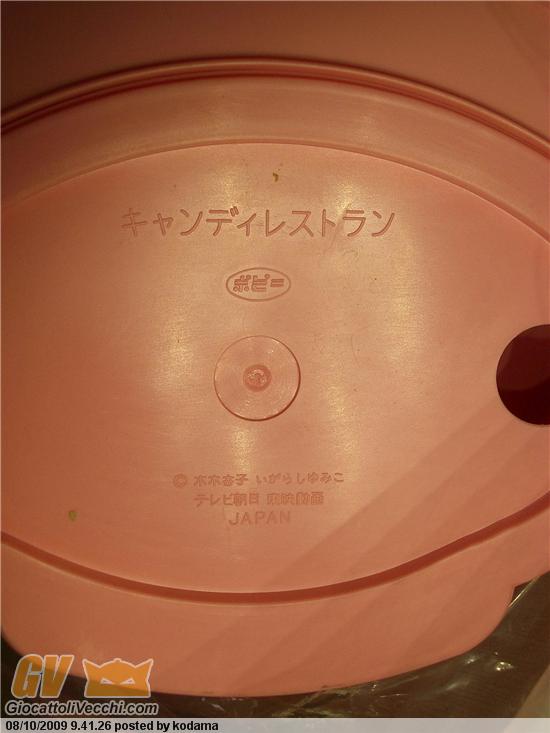 キャンディレストラン
ポピー
© 水木杏子 いがらしゆみこ
テレビ朝日 東映動画
JAPAN
GV
GiocattoliVecchi.com
08/10/2009 9.41.26 posted by kodama